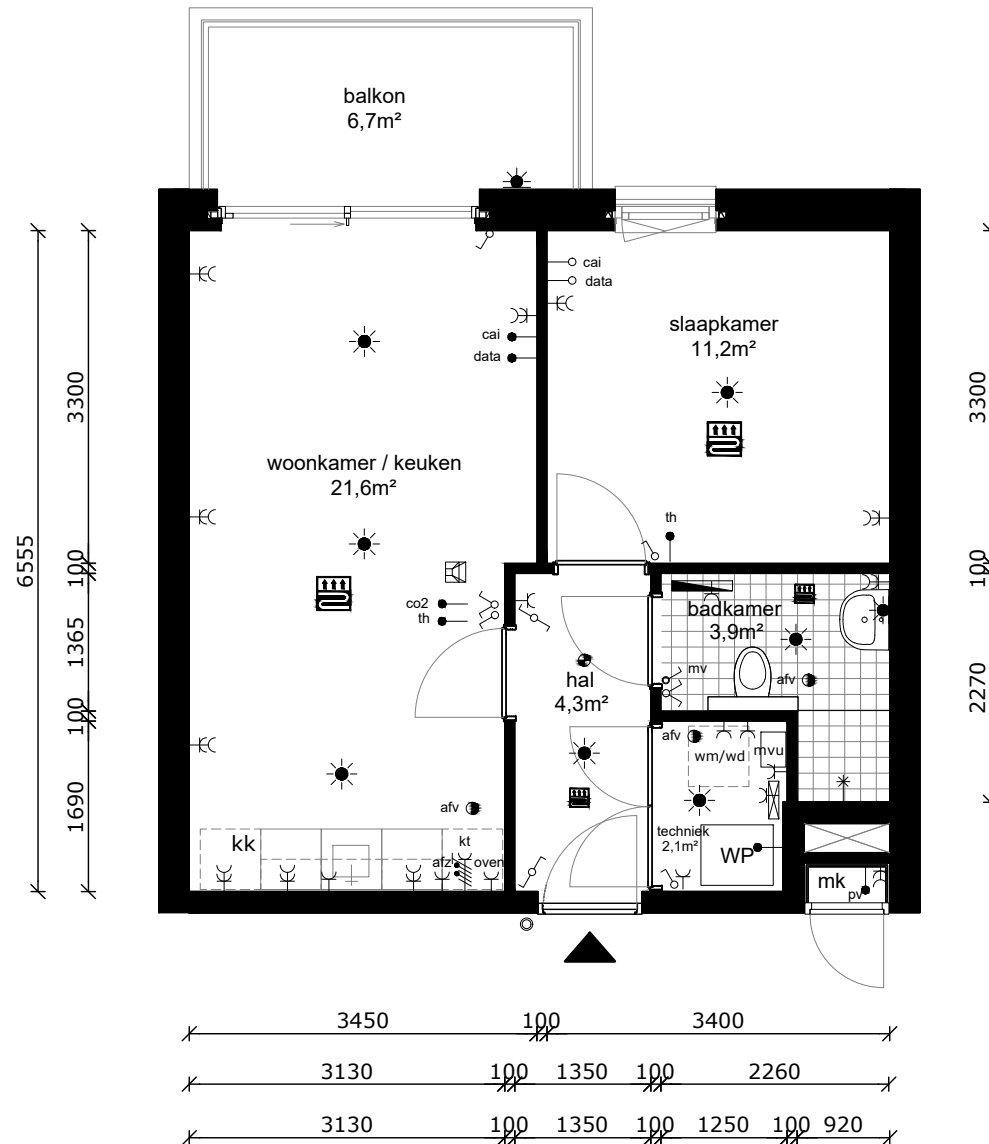 balkon
6,7m²
cai
data
slaapkamer
11,2m²
cai
data
woonkamer / keuken
21,6m²
th
co2
th
badkamer
3,9m²
mv
afv
hal
4,3m²
afv
wm/wd
mvu
techniek
2,1m²
WP
afv
kk
kt
afz
oven
mk
pv
6555
3300
100
1365
100
1690
3300
100
2270
3450 100 3400
3130 100 1350 100 2260
3130 100 1350 100 1250 100 920